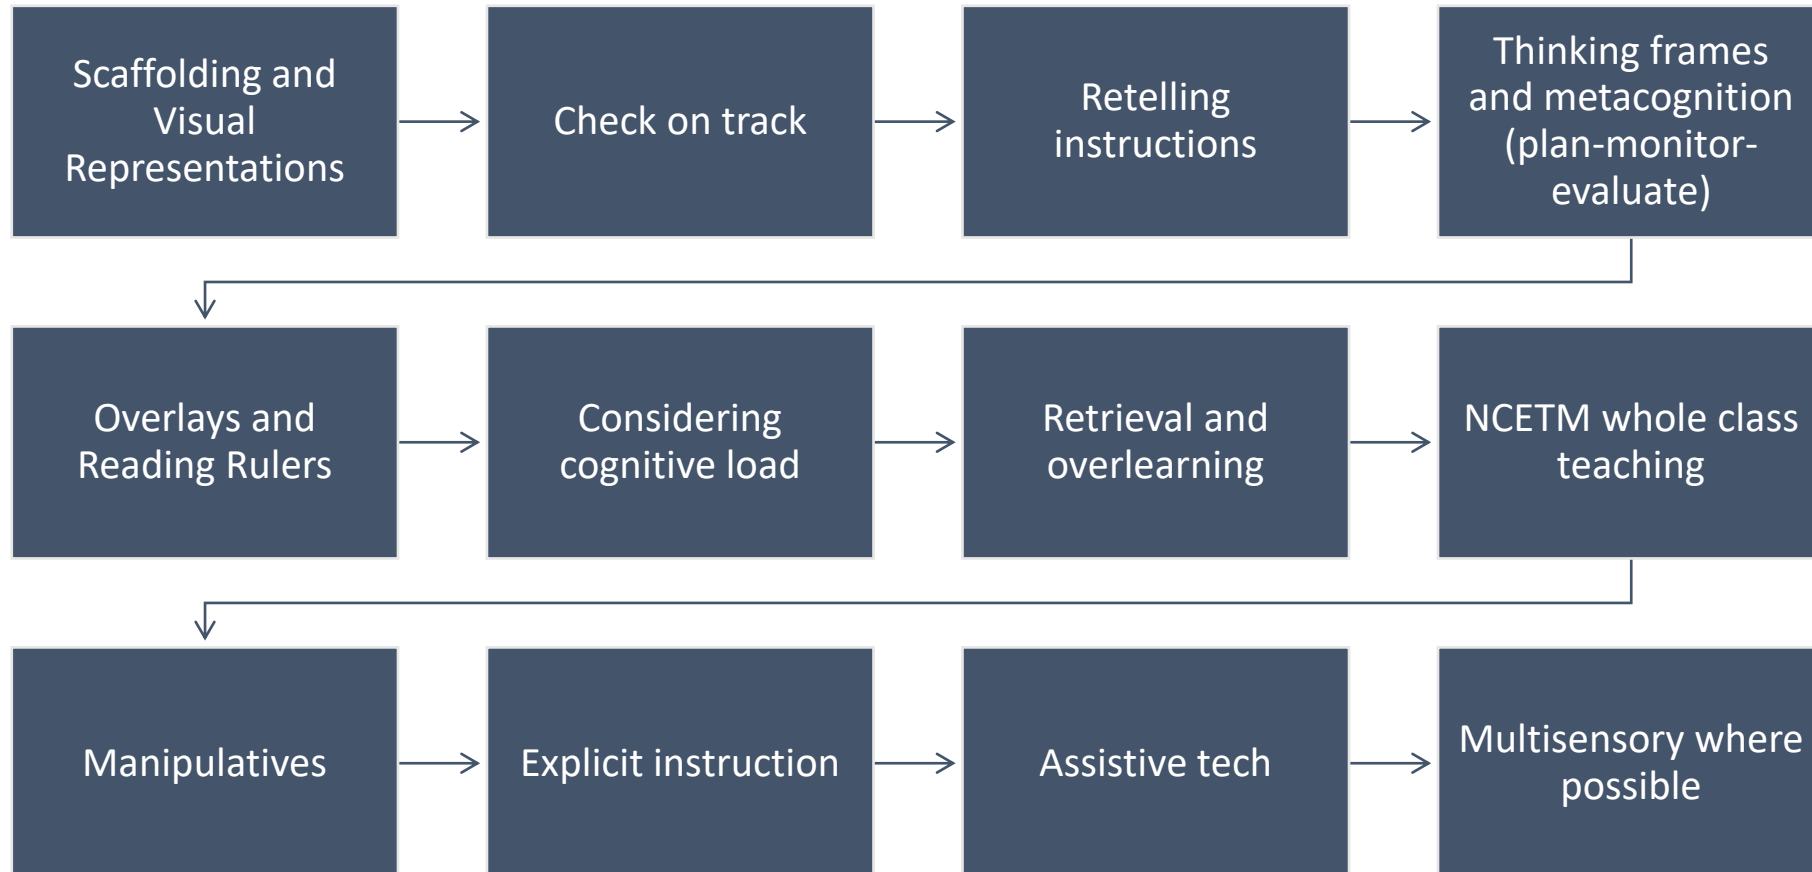 Scaffolding and
Visual
Representations
Check on track
Retelling
instructions
Thinking frames
and metacognition
(plan-monitor-
evaluate)
Overlays and
Reading Rulers
Considering
cognitive load
Retrieval and
overlearning
NCETM whole class
teaching
Manipulatives
Explicit instruction
Assistive tech
Multisensory where
possible